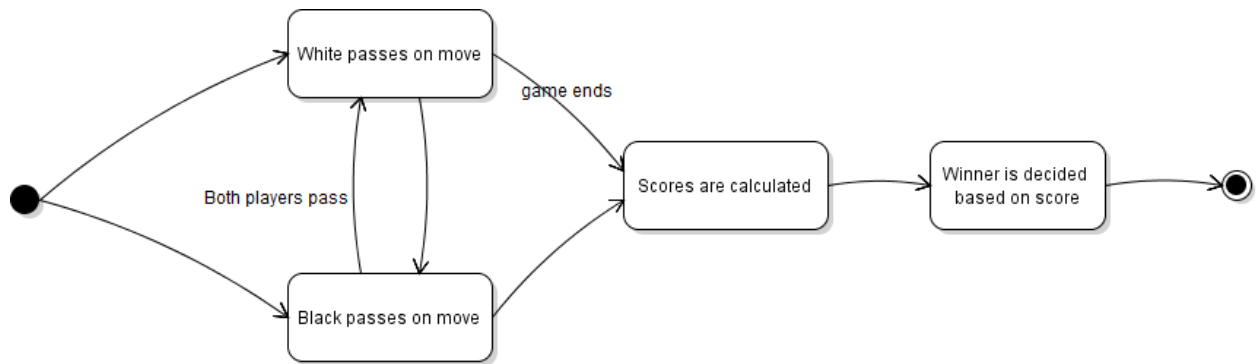 White passes on move
game ends
Both players pass
Scores are calculated
Winner is decided
based on score
Black passes on move